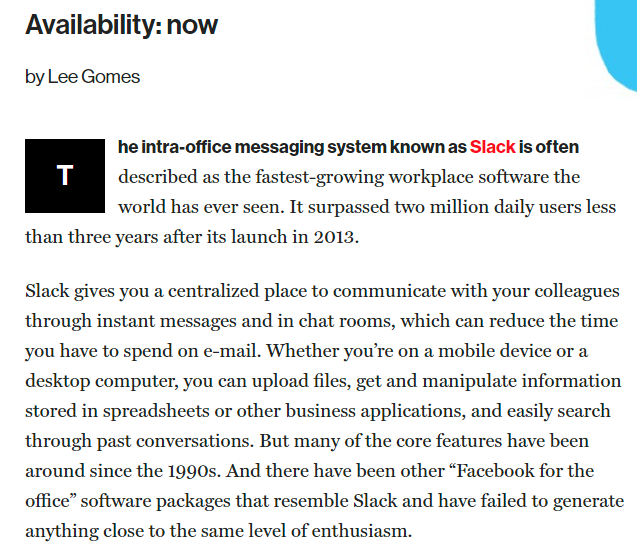 Availability: now
by Lee Gomes
The intra-office messaging system known as Slack is often
described as the fastest-growing workplace software the
world has ever seen. It surpassed two million daily users less
than three years after its launch in 2013.
Slack gives you a centralized place to communicate with your colleagues
through instant messages and in chat rooms, which can reduce the time
you have to spend on e-mail. Whether you’re on a mobile device or a
desktop computer, you can upload files, get and manipulate information
stored in spreadsheets or other business applications, and easily search
through past conversations. But many of the core features have been
around since the 1990s. And there have been other “Facebook for the
office” software packages that resemble Slack and have failed to generate
anything close to the same level of enthusiasm.